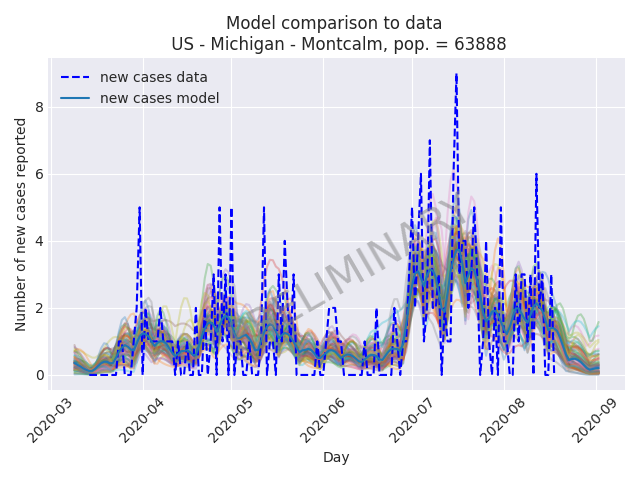 Model comparison to data
US - Michigan - Montcalm, pop. = 63888
new cases data
new cases model
Number of new cases reported
8
6
4
2
0
PRELIMINARY
2020-03
2020-04
2020-05
2020-06
2020-07
2020-08
2020-09
Day